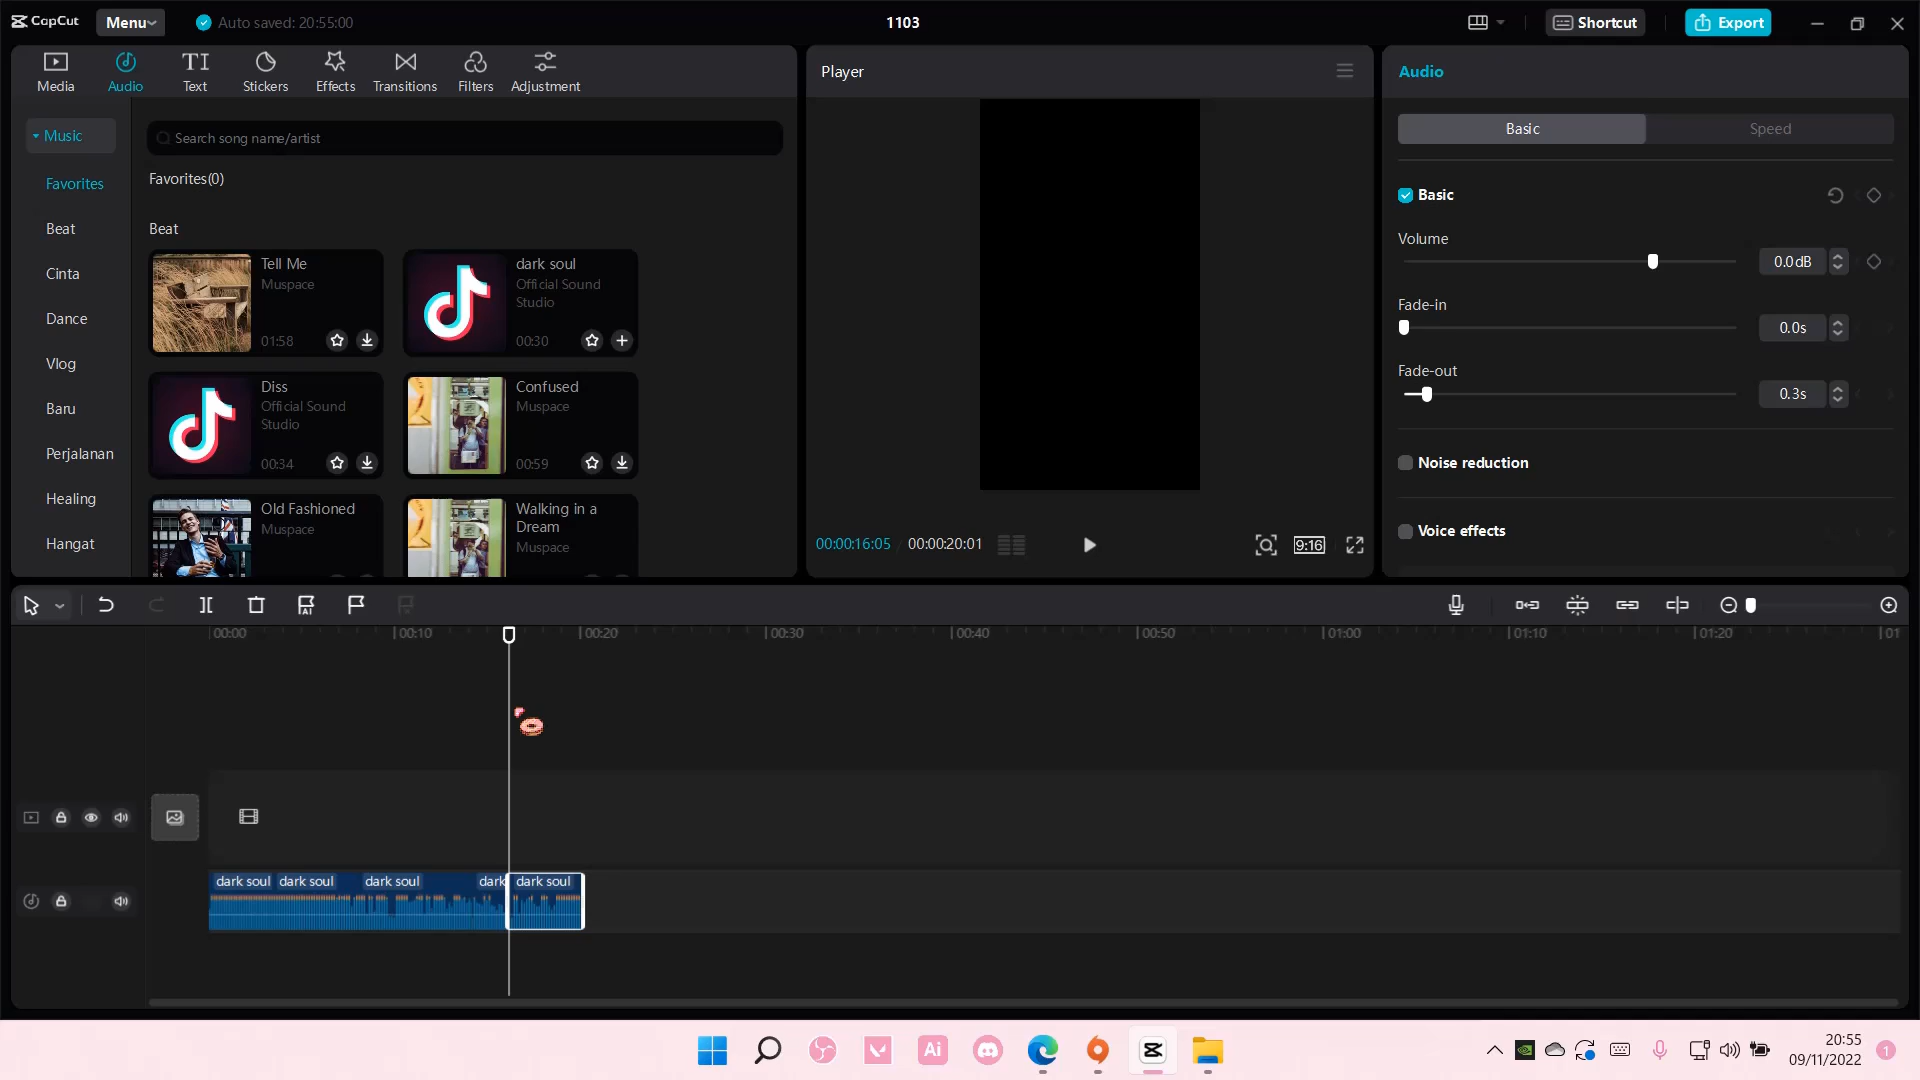 CapCut
Menu
Auto saved: 20:55:00
1103
Shortcut
Export
Media
Audio
Text
Stickers
Effects
Transitions
Filters
Adjustment
Music
Favorites
Beat
Cinta
Dance
Vlog
Baru
Perjalanan
Healing
Hangat
Search song name/artist
Favorites(0)
Beat
Tell Me
Muspace
01:58
dark soul
Official Sound
Studio
00:30
Diss
Official Sound
Studio
00:34
Confused
Muspace
00:59
Old Fashioned
Muspace
Walking in a
Dream
Muspace
Player
00:00:16:05
00:00:20:01
9:16
Audio
Basic
Speed
Basic
Volume
0.0dB
Fade-in
0.0s
Fade-out
0.3s
Noise reduction
Voice effects
00:00
00:10
00:20
00:30
00:40
00:50
01:00
01:10
01:20
01
dark soul
dark soul
dark soul
dark
dark soul
Ai
20:55
09/11/2022
1